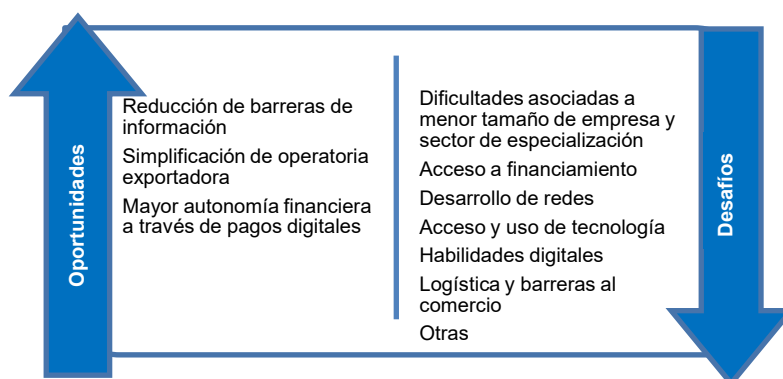 Oportunidades
Reducción de barreras de
información
Simplificación de operatoria
exportadora
Mayor autonomía financiera
a través de pagos digitales
Dificultades asociadas a
menor tamaño de empresa y
sector de especialización
Acceso a financiamiento
Desarrollo de redes
Acceso y uso de tecnología
Habilidades digitales
Logística y barreras al
comercio
Otras
Desafíos